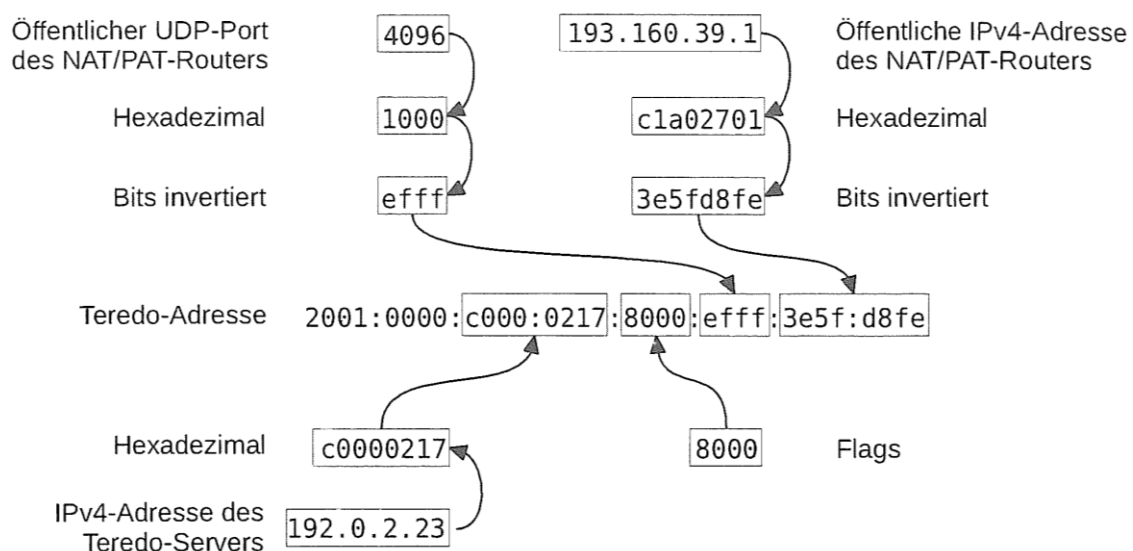 Öffentlicher UDP-Port
des NAT/PAT-Routers
4096
193.160.39.1
Öffentliche IPv4-Adresse
des NAT/PAT-Routers
Hexadezimal
1000
c1a02701
Hexadezimal
Bits invertiert
efff
3e5fd8fe
Bits invertiert
Teredo-Adresse
2001:0000:c000:0217:8000:efff:3e5f:d8fe
Hexadezimal
c0000217
8000
Flags
IPv4-Adresse des
Teredo-Servers
192.0.2.23